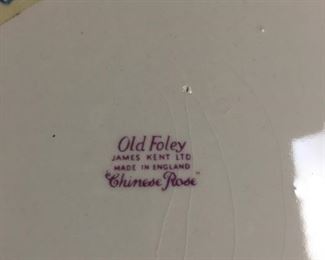 Old Foley
JAMES KENT LTD
MADE IN ENGLAND
"Chinese Rose"